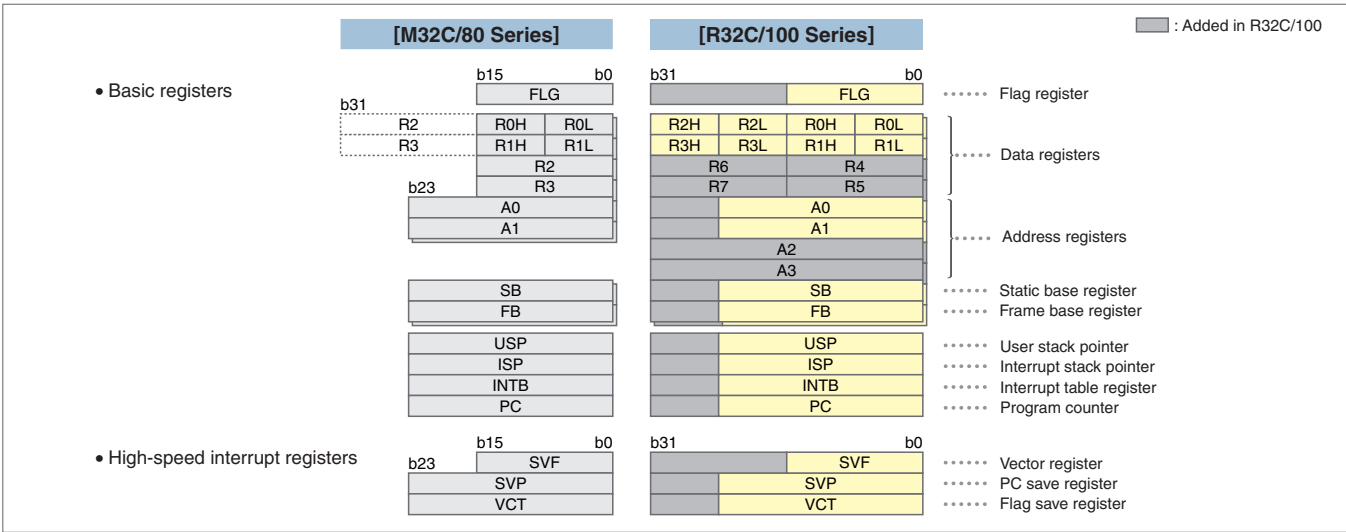 [M32C/80 Series] [R32C/100 Series] : Added in R32C/100
b15 b0 b31 b0
• Basic registers FLG FLG ...... Flag register
b31
R2 R0H R0L R2H R2L R0H R0L
R3 R1H R1L R3H R3L R1H R1L
...... Data registers
R2 R6 R4
b23 R3 R7 R5
A0 A0
A1 A1
...... Address registers
A2
A3
SB SB ...... Static base register
FB FB ...... Frame base register
USP USP ...... User stack pointer
ISP ISP ...... Interrupt stack pointer
INTB INTB ...... Interrupt table register
PC PC ...... Program counter
b15 b0 b31 b0
• High-speed interrupt registers b23 SVF SVF ...... Vector register
SVP SVP ...... PC save register
VCT VCT ...... Flag save register